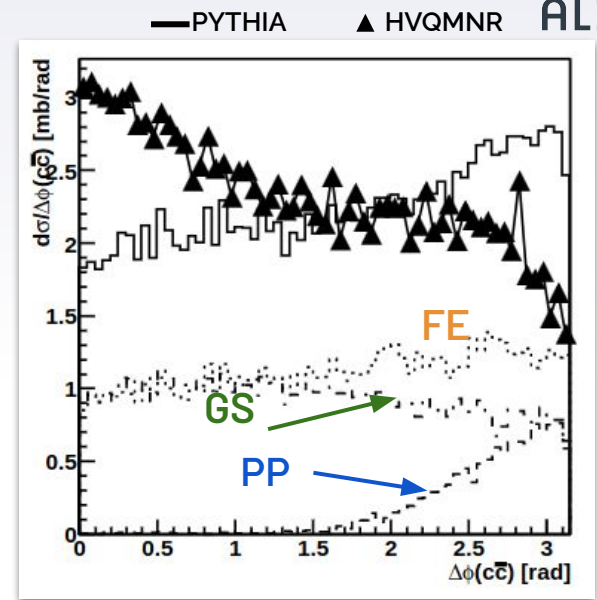 PYTHIA ▲ HVQMNR AL
dσ/Δϕ(cc̅) [mb/rad]
3
2.5
2
1.5
1
0.5
0
FE
GS
PP
0 0.5 1 1.5 2 2.5 3
Δϕ(cc̅) [rad]